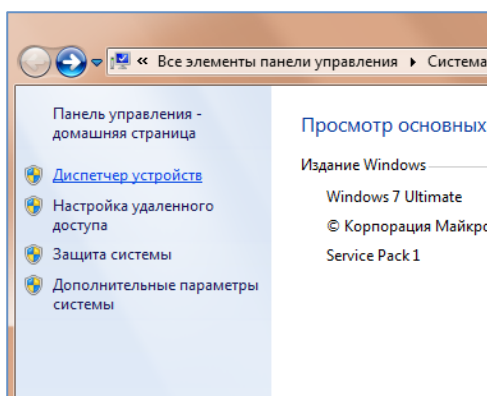 « Все элементы панели управления ▸ Система
Панель управления -
домашняя страница
Диспетчер устройств
Настройка удаленного
доступа
Защита системы
Дополнительные параметры
системы
Просмотр основных
Издание Windows
Windows 7 Ultimate
© Корпорация Майкро
Service Pack 1